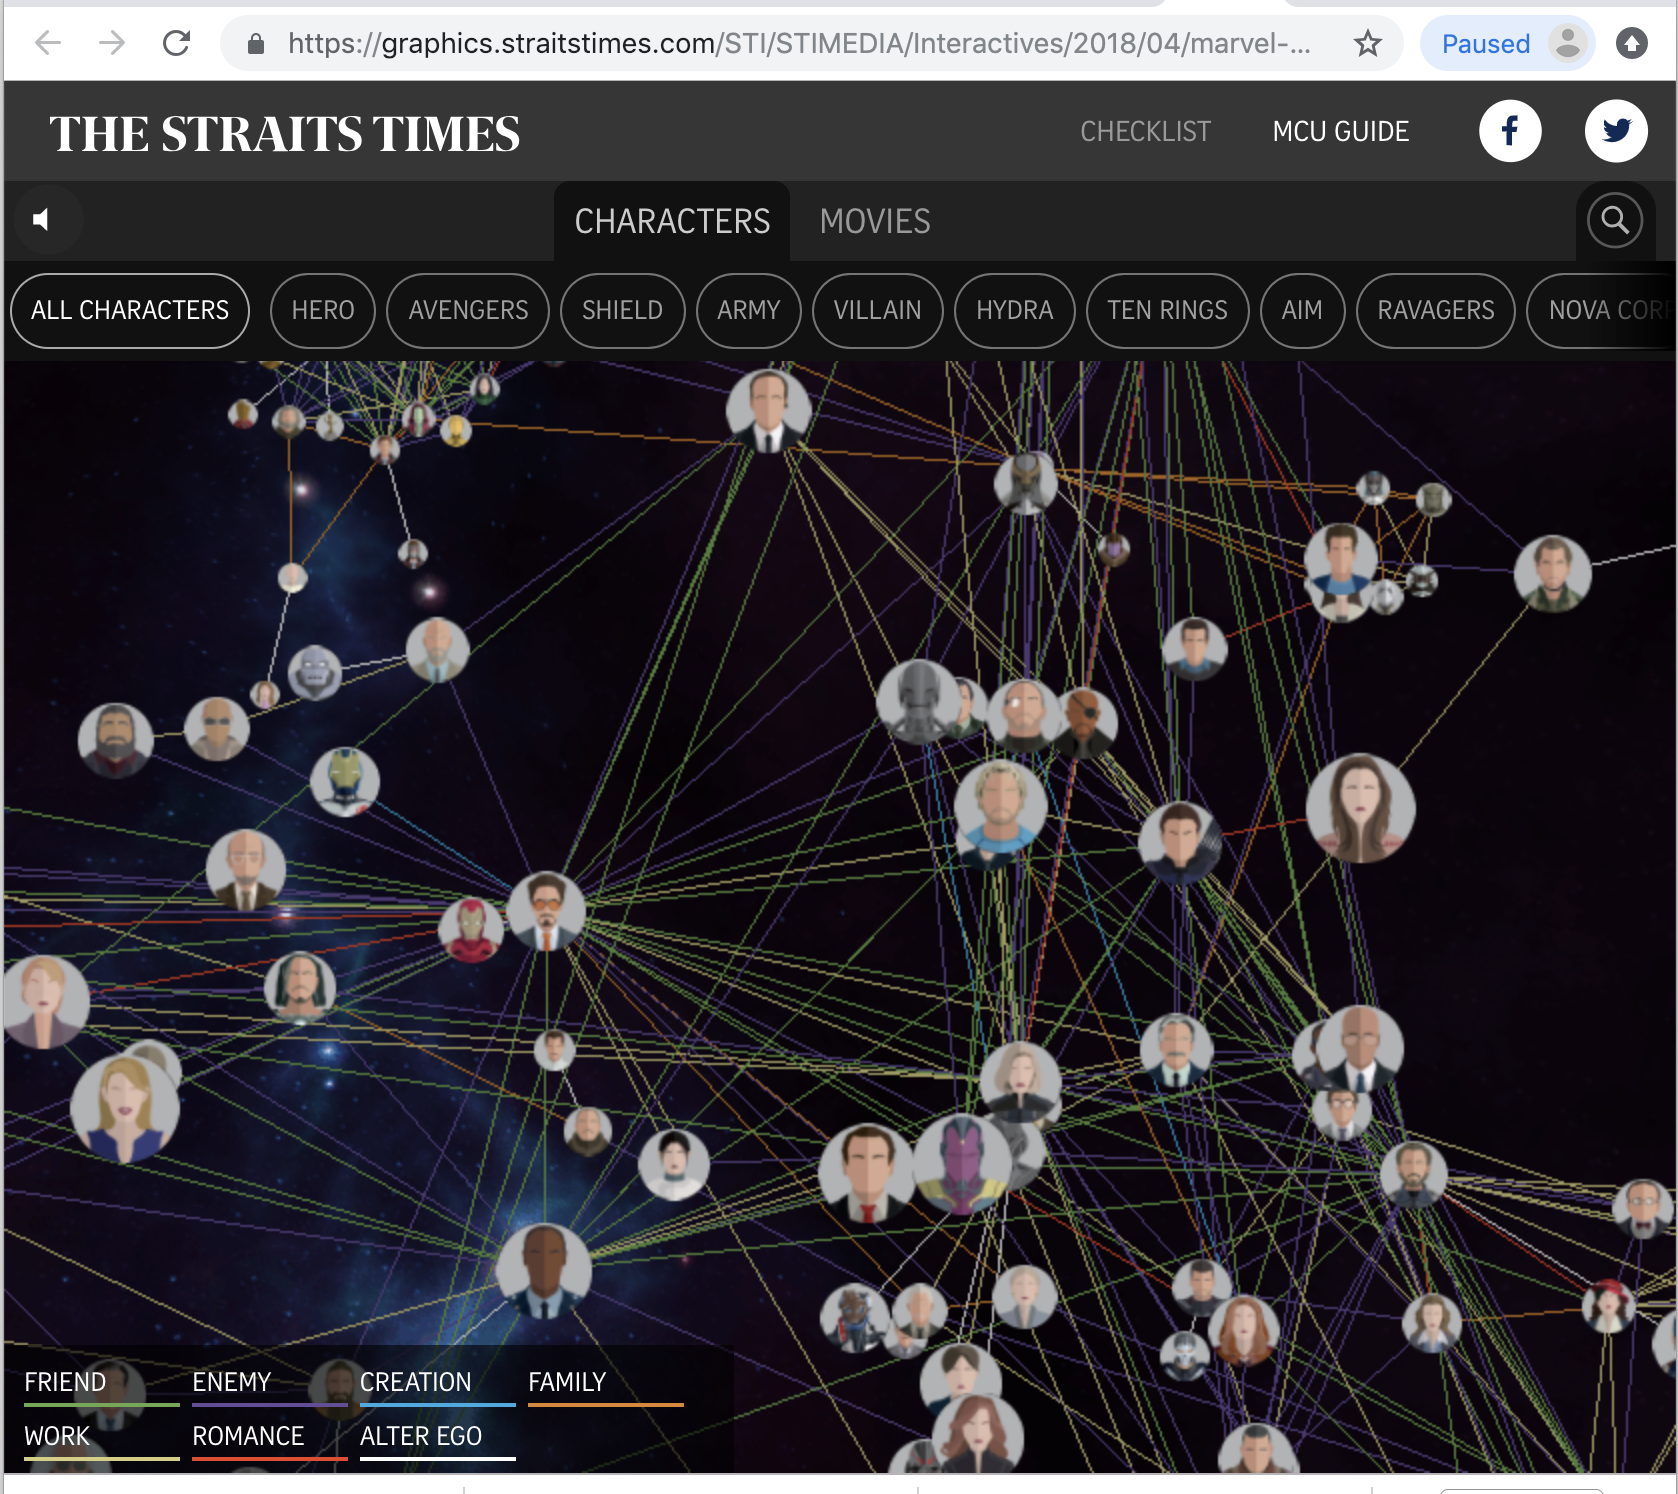 https://graphics.straitstimes.com/STI/STIMEDIA/Interactives/2018/04/marvel-...
Paused
THE STRAITS TIMES
CHECKLIST
MCU GUIDE
CHARACTERS
MOVIES
ALL CHARACTERS
HERO
AVENGERS
SHIELD
ARMY
VILLAIN
HYDRA
TEN RINGS
AIM
RAVAGERS
NOVA COR
FRIEND
ENEMY
CREATION
FAMILY
WORK
ROMANCE
ALTER EGO